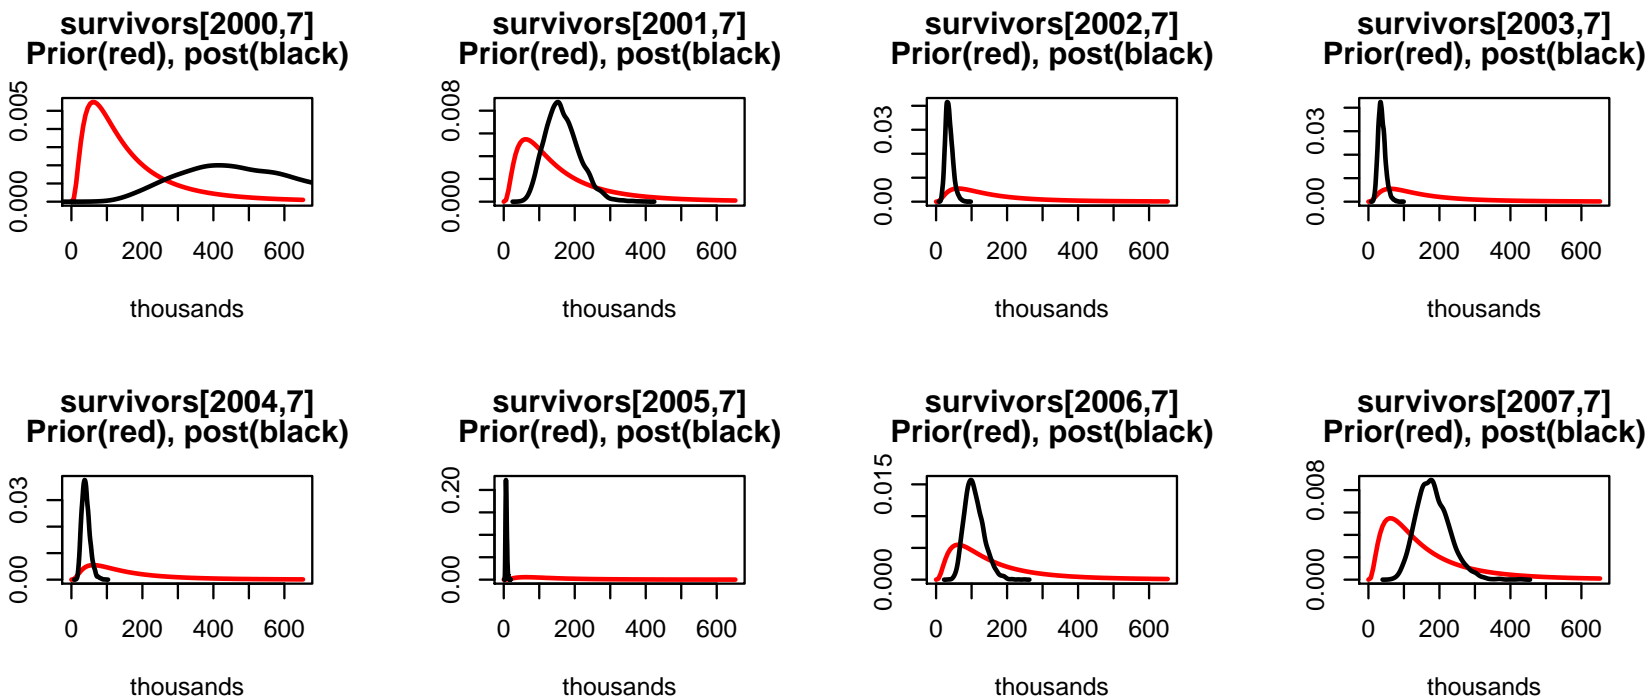 survivors[2000,7]
Prior(red), post(black)
0.000 0.005
0 200 400 600
thousands
survivors[2001,7]
Prior(red), post(black)
0.000 0.008
0 200 400 600
thousands
survivors[2002,7]
Prior(red), post(black)
0.00 0.03
0 200 400 600
thousands
survivors[2003,7]
Prior(red), post(black)
0.00 0.03
0 200 400 600
thousands
survivors[2004,7]
Prior(red), post(black)
0.00 0.03
0 200 400 600
thousands
survivors[2005,7]
Prior(red), post(black)
0.00 0.20
0 200 400 600
thousands
survivors[2006,7]
Prior(red), post(black)
0.000 0.015
0 200 400 600
thousands
survivors[2007,7]
Prior(red), post(black)
0.000 0.008
0 200 400 600
thousands